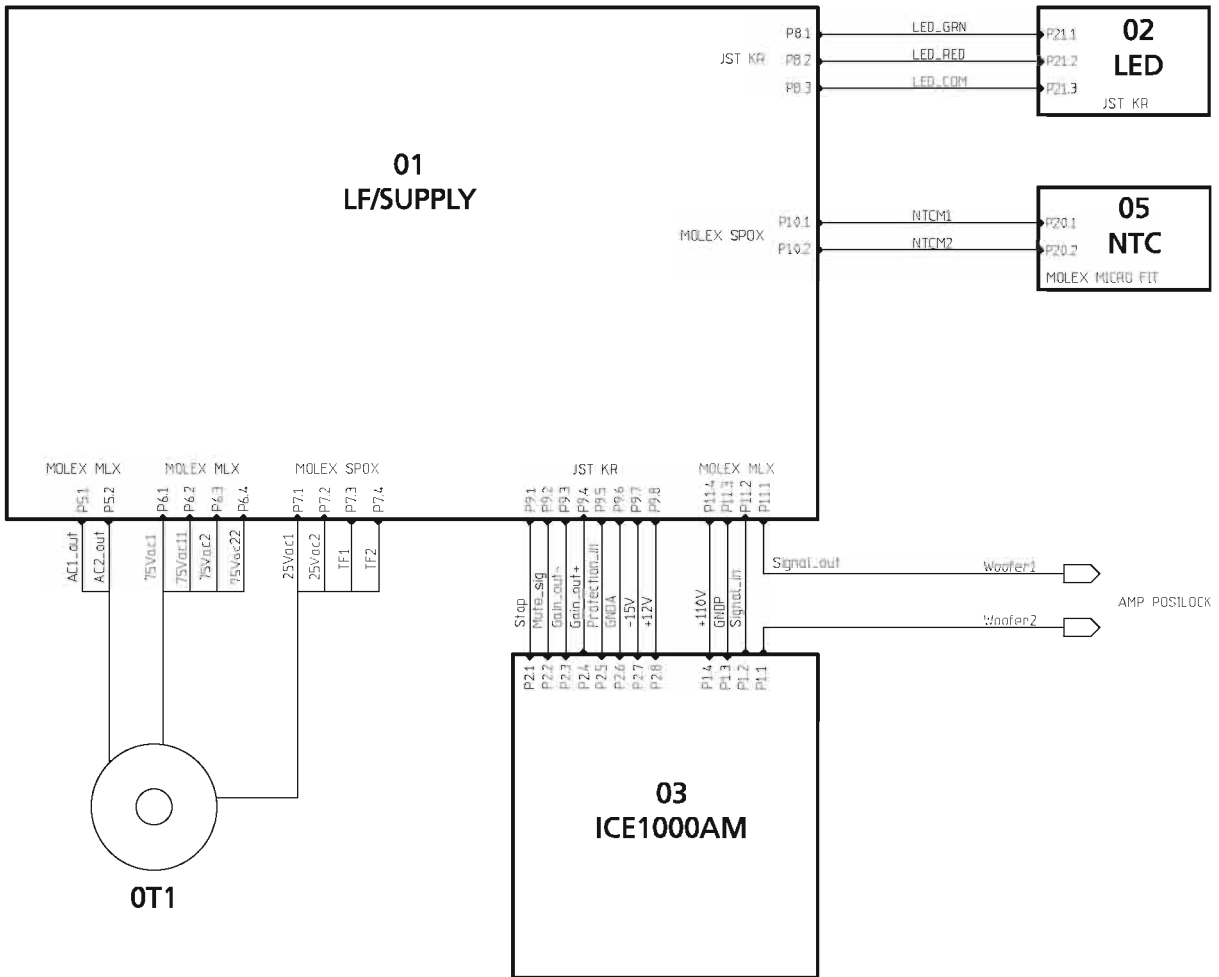 01
LF/SUPPLY
JST KR
P8.1
P8.2
P8.3
LED_GRN
LED_RED
LED_COM
P21.1
P21.2
P21.3
02
LED
JST KR
MOLEX SPOX
P10.1
P10.2
NTCM1
NTCM2
P20.1
P20.2
05
NTC
MOLEX MICRO FIT
MOLEX MLX
P5.1
P5.2
MOLEX MLX
P6.1
P6.2
P6.3
P6.4
MOLEX SPOX
P7.1
P7.2
P7.3
P7.4
JST KR
P9.1
P9.2
P9.3
P9.4
P9.5
P9.6
P9.7
P9.8
MOLEX MLX
P11.4
P11.3
P11.2
P11.1
AC1_out
AC2_out
75Vac1
75Vac11
75Vac2
75Vac22
25Vac1
25Vac2
TF1
TF2
Stop
Mute_sig
Gain_out-
Gain_out+
Protection_in
GNDA
-15V
+12V
+116V
GNDP
Signal_in
Signal_out
Woofer1
Woofer2
AMP POSILOCK
P2.1
P2.2
P2.3
P2.4
P2.5
P2.6
P2.7
P2.8
P1.4
P1.3
P1.2
P1.1
03
ICE1000AM
0T1